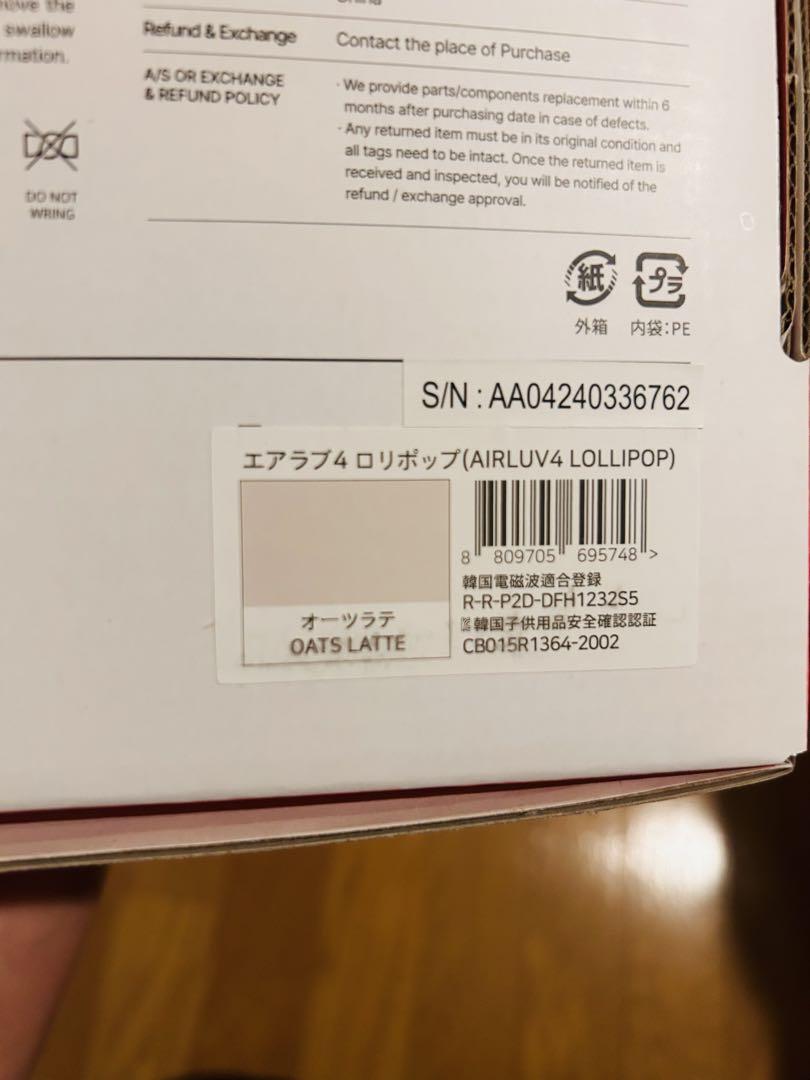 move the
swallow
rmation.
China
Refund & Exchange
Contact the place of Purchase
A/S OR EXCHANGE
& REFUND POLICY
· We provide parts/components replacement within 6
months after purchasing date in case of defects.
· Any returned item must be in its original condition and
all tags need to be intact. Once the returned item is
received and inspected, you will be notified of the
refund / exchange approval.
DO NOT
WRING
紙
外箱
プラ
内袋:PE
S/N : AA04240336762
エアラブ4 ロリポップ(AIRLUV4 LOLLIPOP)
オーツラテ
OATS LATTE
8 809705 695748 >
韓国電磁波適合登録
R-R-P2D-DFH1232S5
韓国子供用品安全確認認証
CB015R1364-2002